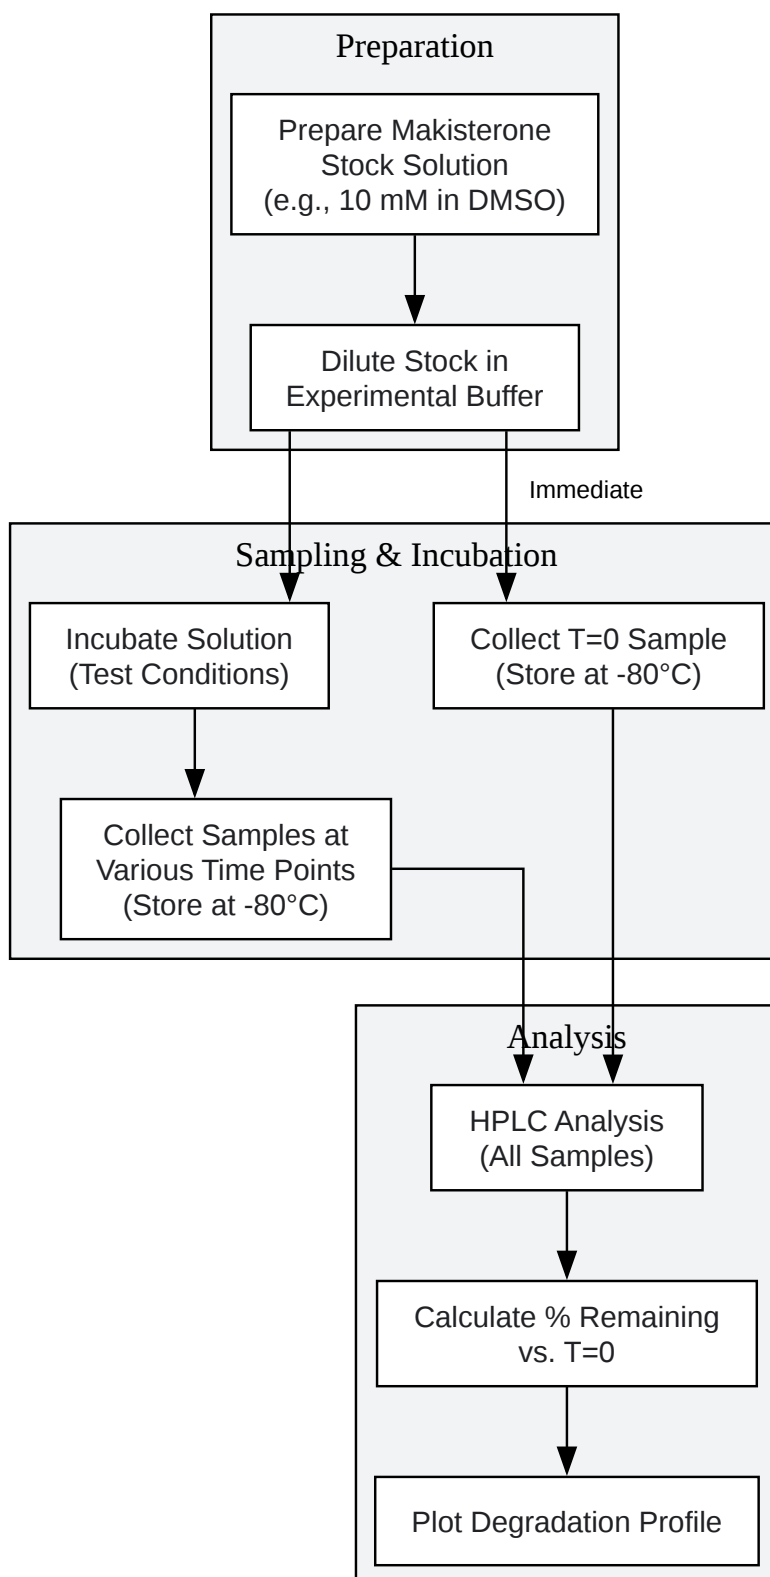 Preparation
Prepare Makisterone
Stock Solution
(e.g., 10 mM in DMSO)
Dilute Stock in
Experimental Buffer
Immediate
Sampling & Incubation
Incubate Solution
(Test Conditions)
Collect T=0 Sample
(Store at -80°C)
Collect Samples at
Various Time Points
(Store at -80°C)
Analysis
HPLC Analysis
(All Samples)
Calculate % Remaining
vs. T=0
Plot Degradation Profile